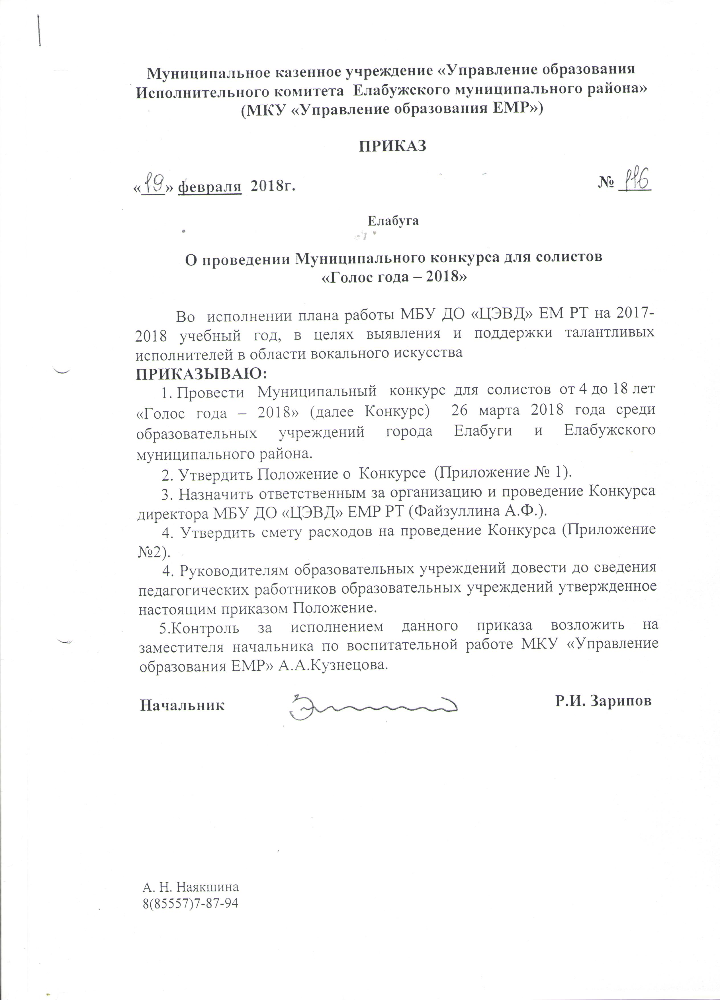 Муниципальное казенное учреждение «Управление образования
Исполнительного комитета Елабужского муниципального района»
(МКУ «Управление образования ЕМР»)
ПРИКАЗ
«19» февраля 2018г. № 116
Елабуга
О проведении Муниципального конкурса для солистов
«Голос года – 2018»
Во исполнении плана работы МБУ ДО «ЦЭВД» ЕМ РТ на 2017-
2018 учебный год, в целях выявления и поддержки талантливых
исполнителей в области вокального искусства
ПРИКАЗЫВАЮ:
1. Провести Муниципальный конкурс для солистов от 4 до 18 лет
«Голос года – 2018» (далее Конкурс) 26 марта 2018 года среди
образовательных учреждений города Елабуги и Елабужского
муниципального района.
2. Утвердить Положение о Конкурсе (Приложение № 1).
3. Назначить ответственным за организацию и проведение Конкурса
директора МБУ ДО «ЦЭВД» ЕМР РТ (Файзуллина А.Ф.).
4. Утвердить смету расходов на проведение Конкурса (Приложение
№2).
4. Руководителям образовательных учреждений довести до сведения
педагогических работников образовательных учреждений утвержденное
настоящим приказом Положение.
5.Контроль за исполнением данного приказа возложить на
заместителя начальника по воспитательной работе МКУ «Управление
образования ЕМР» А.А.Кузнецова.
Начальник Р.И. Зарипов
А. Н. Наякшина
8(85557)7-87-94